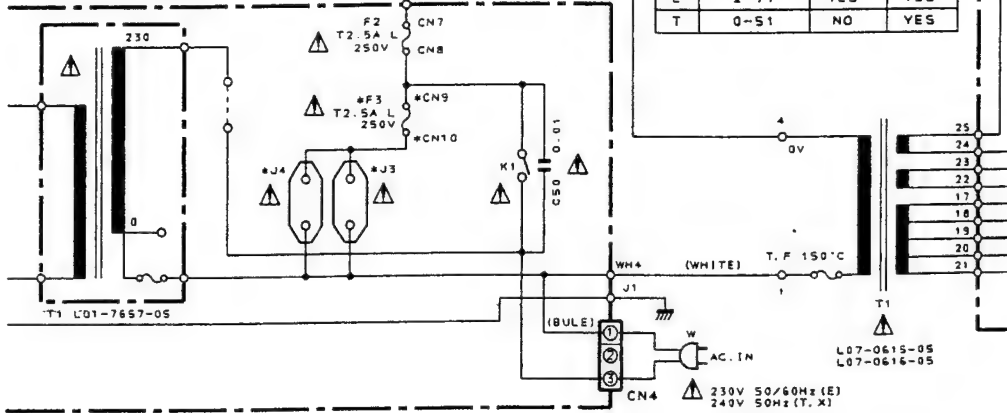 YES
T 0~51 NO YES
230
F2
T2.5A L
250V
CN7
CN8
*F3
T2.5A L
250V
*CN9
*CN10
*J4
*J3
K1
0.01
C50
0
T1 L01-7657-05
WH4
(WHITE)
J1
(BULE)
1
2
3
CN4
W
AC.IN
230V 50/60Hz (E)
240V 50Hz (T.X)
4
0V
T.F 150°C
1
25
24
23
22
17
18
19
20
21
T1
L07-0615-05
L07-0616-05